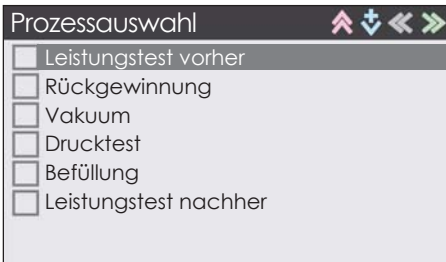 Prozessauswahl
Leistungstest vorher
Rückgewinnung
Vakuum
Drucktest
Befüllung
Leistungstest nachher